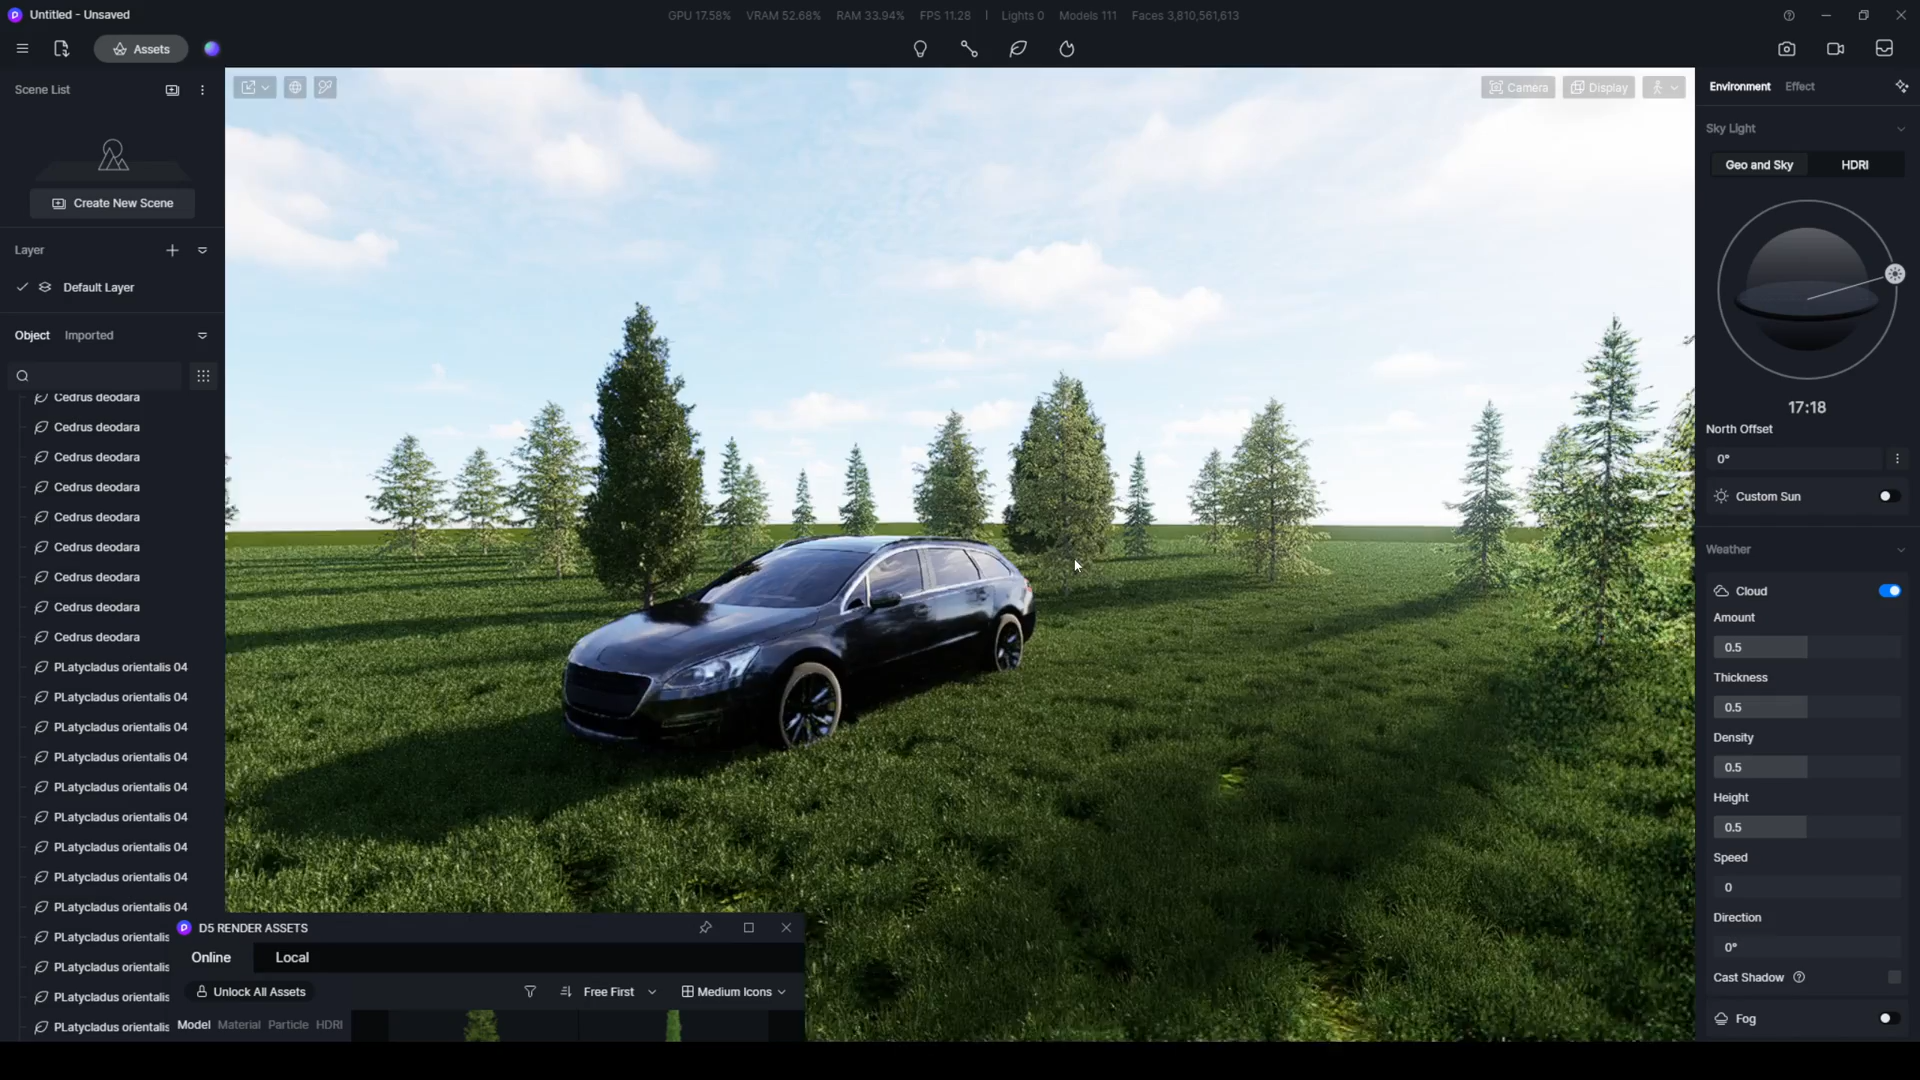 Untitled - Unsaved
GPU 17.58% VRAM 52.68% RAM 33.94% FPS 11.28 | Lights 0 Models 111 Faces 3,810,561,613
Assets
Scene List
Create New Scene
Layer
Default Layer
Object Imported
Cedrus deodara
Cedrus deodara
Cedrus deodara
Cedrus deodara
Cedrus deodara
Cedrus deodara
Cedrus deodara
Cedrus deodara
Cedrus deodara
PLatycladus orientalis 04
PLatycladus orientalis 04
PLatycladus orientalis 04
PLatycladus orientalis 04
PLatycladus orientalis 04
PLatycladus orientalis 04
PLatycladus orientalis 04
PLatycladus orientalis 04
PLatycladus orientalis 04
PLatycladus orientalis
PLatycladus orientalis
PLatycladus orientalis
PLatycladus orientalis
D5 RENDER ASSETS
Online Local
Unlock All Assets
Free First
Medium Icons
Model Material Particle HDRI
Camera
Display
Environment Effect
Sky Light
Geo and Sky HDRI
17:18
North Offset
0°
Custom Sun
Weather
Cloud
Amount
0.5
Thickness
0.5
Density
0.5
Height
0.5
Speed
0
Direction
0°
Cast Shadow
Fog